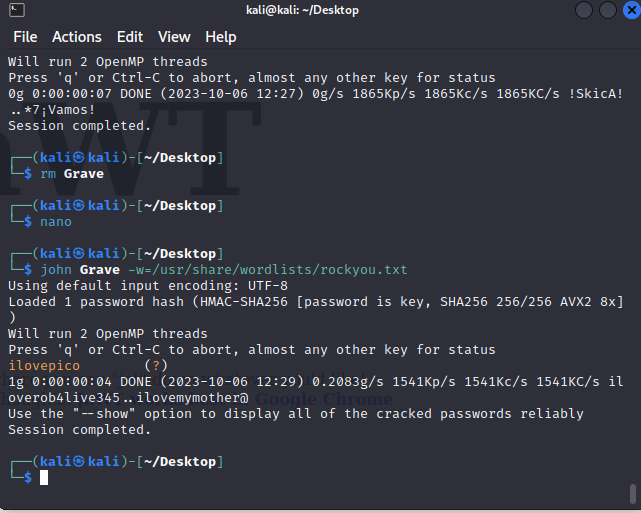 kali@kali: ~/Desktop
File Actions Edit View Help
Will run 2 OpenMP threads
Press 'q' or Ctrl-C to abort, almost any other key for status
0g 0:00:00:07 DONE (2023-10-06 12:27) 0g/s 1865Kp/s 1865Kc/s 1865KC/s !SkicA!
..*7¡Vamos!
Session completed.
┌──(kali㉿kali)-[~/Desktop]
└─$ rm Grave
┌──(kali㉿kali)-[~/Desktop]
└─$ nano
┌──(kali㉿kali)-[~/Desktop]
└─$ john Grave -w=/usr/share/wordlists/rockyou.txt
Using default input encoding: UTF-8
Loaded 1 password hash (HMAC-SHA256 [password is key, SHA256 256/256 AVX2 8x]
)
Will run 2 OpenMP threads
Press 'q' or Ctrl-C to abort, almost any other key for status
ilovepico (?)
1g 0:00:00:04 DONE (2023-10-06 12:29) 0.2083g/s 1541Kp/s 1541Kc/s 1541KC/s il
overob4live345..ilovemymother@
Google Chrome
Use the "--show" option to display all of the cracked passwords reliably
Session completed.
┌──(kali㉿kali)-[~/Desktop]
└─$